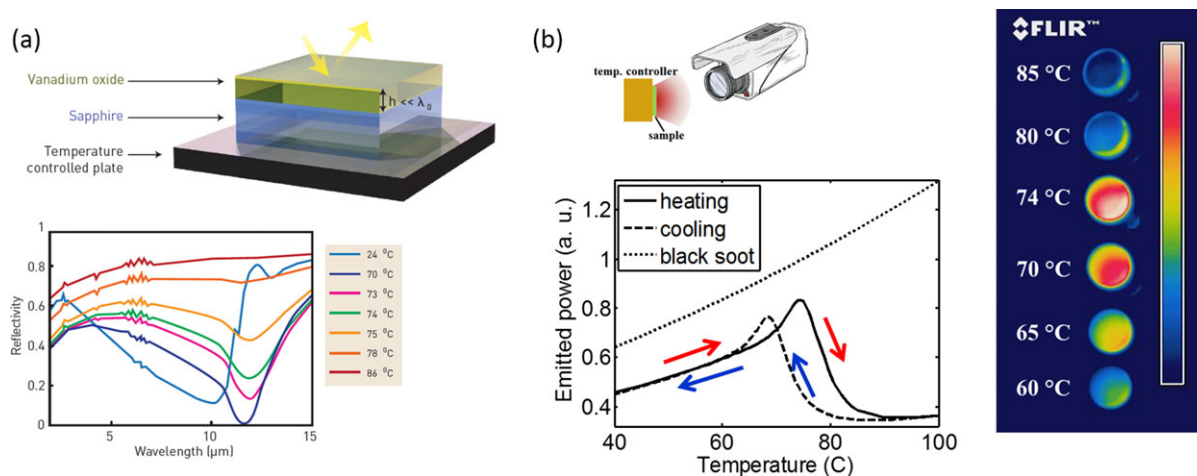 (a)
Vanadium oxide
Sapphire
Temperature
controlled plate
h << λ₀
Reflectivity
1
0.8
0.6
0.4
0.2
0
5
10
15
Wavelength (μm)
24 °C
70 °C
73 °C
74 °C
75 °C
78 °C
86 °C
(b)
temp. controller
sample
Emitted power (a. u.)
1.2
1
0.8
0.6
0.4
40
60
80
100
Temperature (C)
heating
cooling
black soot
FLIR™
85 °C
80 °C
74 °C
70 °C
65 °C
60 °C